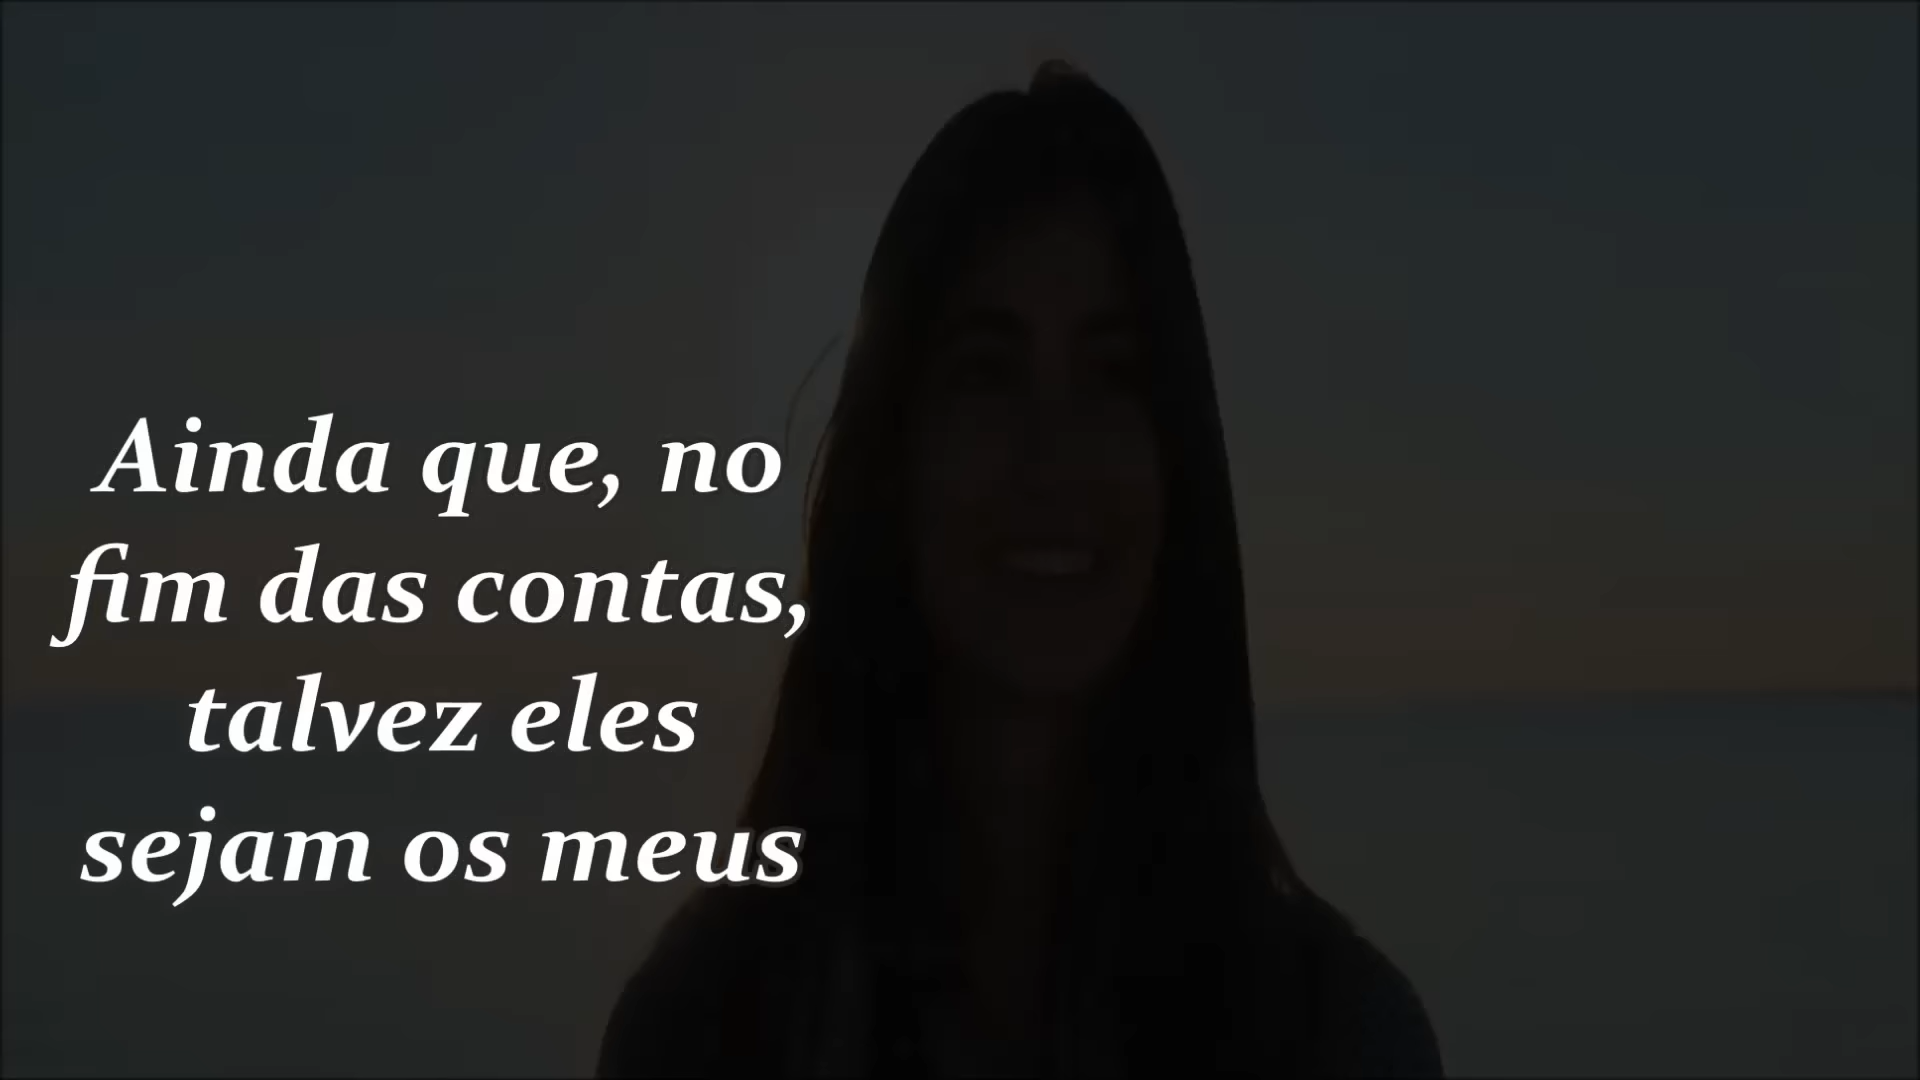 Ainda que, no
fim das contas,
talvez eles
sejam os meus